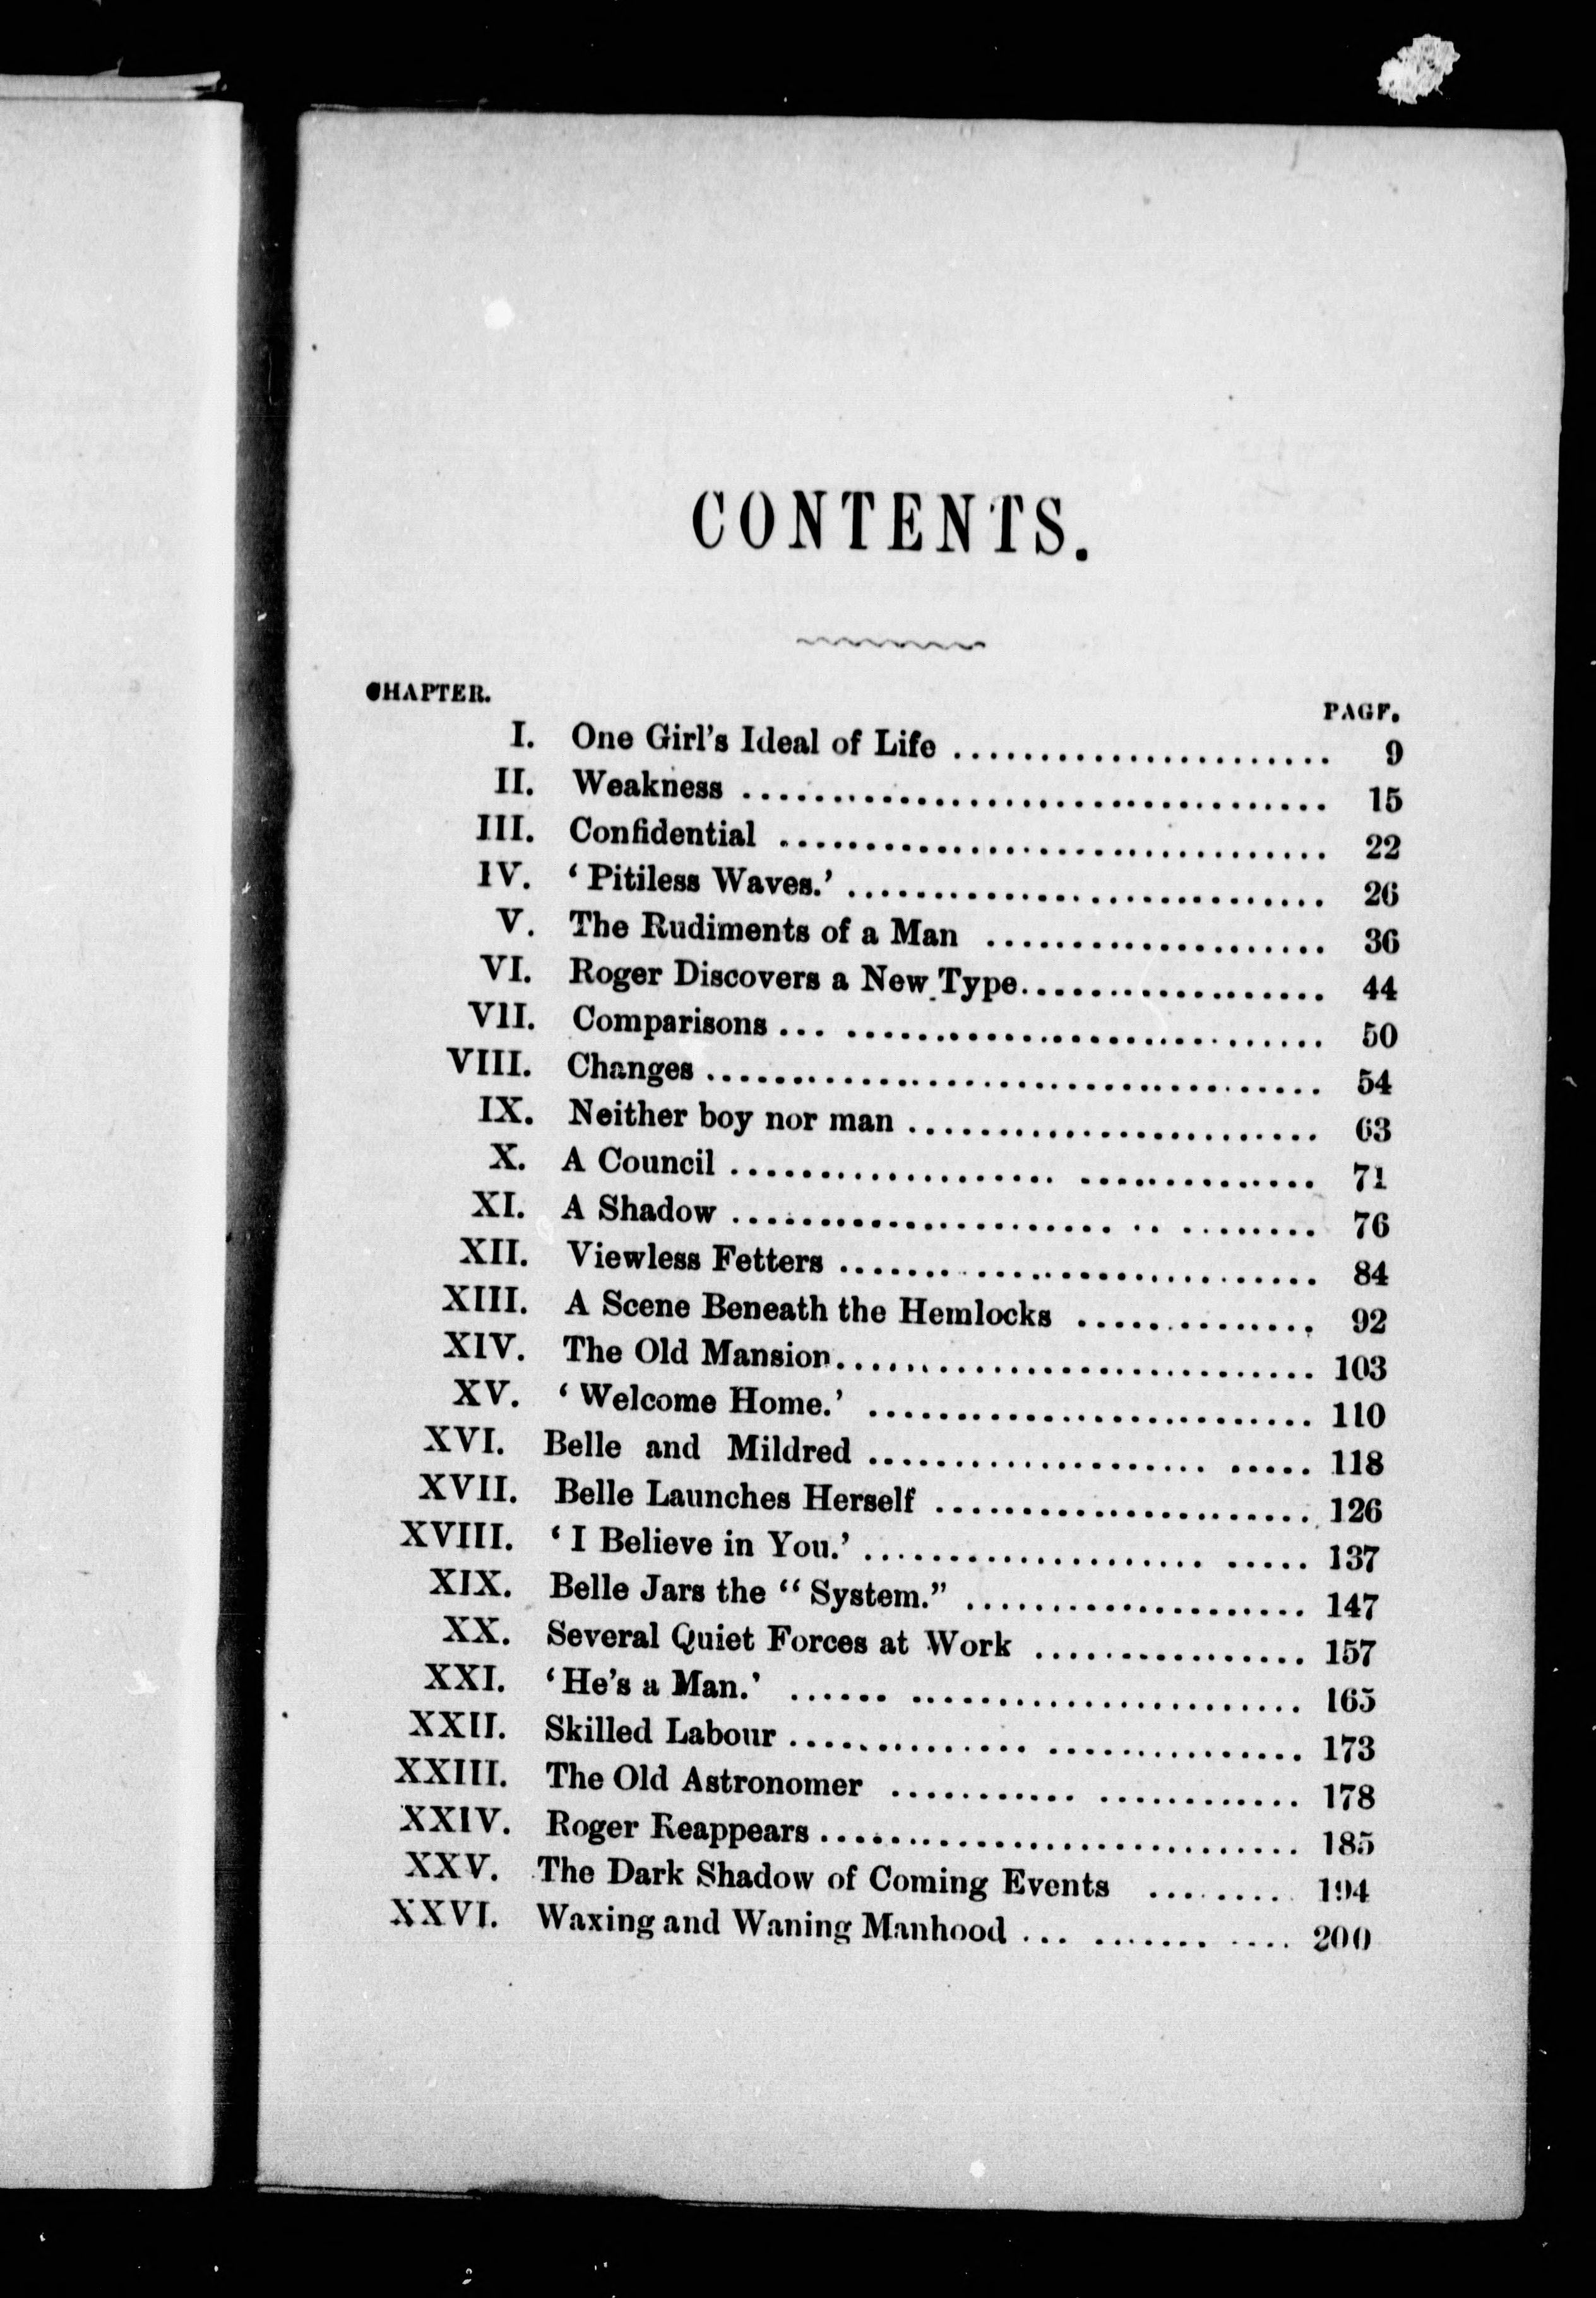 CONTENTS.
CHAPTER. PAGE.
I. One Girl's Ideal of Life ........................ 9
II. Weakness .................................. 15
III. Confidential ................................ 22
IV. ‘Pitiless Waves.’ ............................ 26
V. The Rudiments of a Man .................... 36
VI. Roger Discovers a New Type.................. 44
VII. Comparisons ... ............................ 50
VIII. Changes .................................... 54
IX. Neither boy nor man ........................ 63
X. A Council ................... .............. 71
XI. A Shadow ...................... .. ........ 76
XII. Viewless Fetters ....... .................... 84
XIII. A Scene Beneath the Hemlocks .............. 92
XIV. The Old Mansion............................ 103
XV. ‘Welcome Home.’ .......................... 110
XVI. Belle and Mildred .................... ..... 118
XVII. Belle Launches Herself ...................... 126
XVIII. ‘I Believe in You.’ .................... ..... 137
XIX. Belle Jars the “System.” .................... 147
XX. Several Quiet Forces at Work ................ 157
XXI. ‘He's a Man.’ ...... ....................... 165
XXII. Skilled Labour .............. ............... 173
XXIII. The Old Astronomer ........... ............ 178
XXIV. Roger Reappears ............................ 185
XXV. The Dark Shadow of Coming Events ........ 194
XXVI. Waxing and Waning Manhood ... ....... .... 200